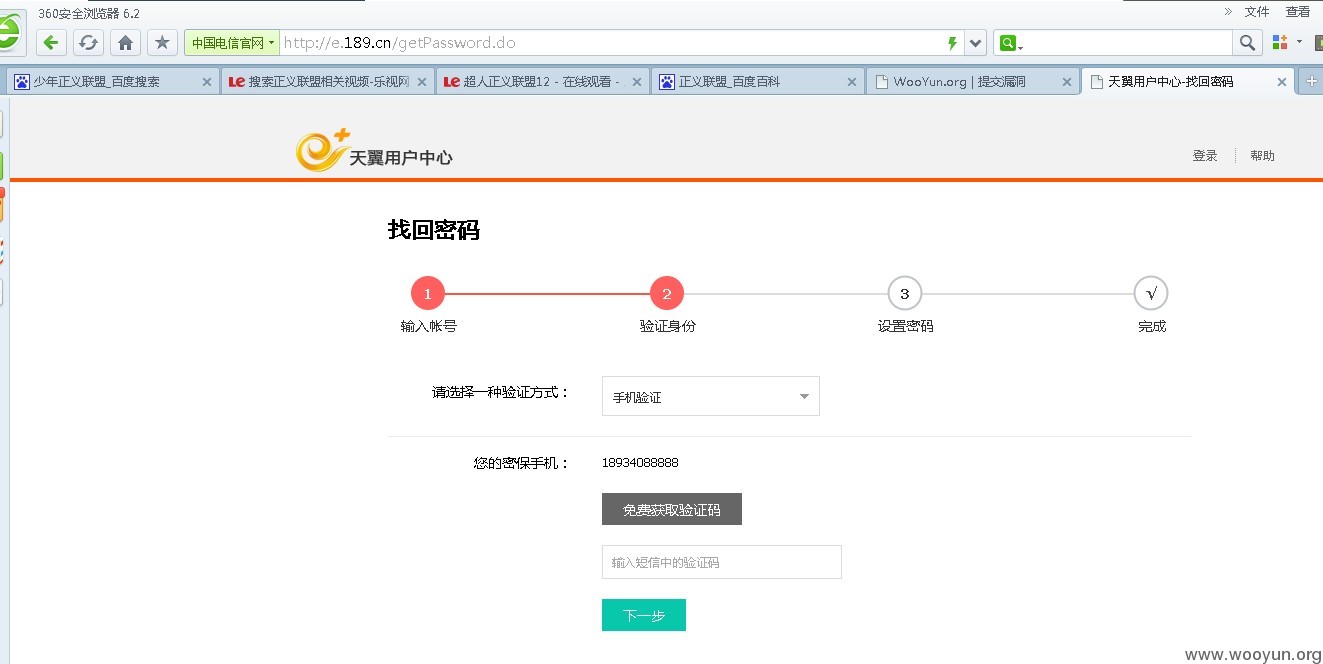 360安全浏览器 6.2
» 文件 查看
中国电信官网 http://e.189.cn/getPassword.do
少年正义联盟_百度搜索 搜索正义联盟相关视频-乐视网 超人正义联盟12 - 在线观看 - 正义联盟_百度百科 WooYun.org | 提交漏洞 天翼用户中心-找回密码
天翼用户中心
登录 帮助
找回密码
1 2 3 √
输入帐号 验证身份 设置密码 完成
请选择一种验证方式： 手机验证
您的密保手机： 18934088888
免费获取验证码
输入短信中的验证码
下一步
www.wooyun.org